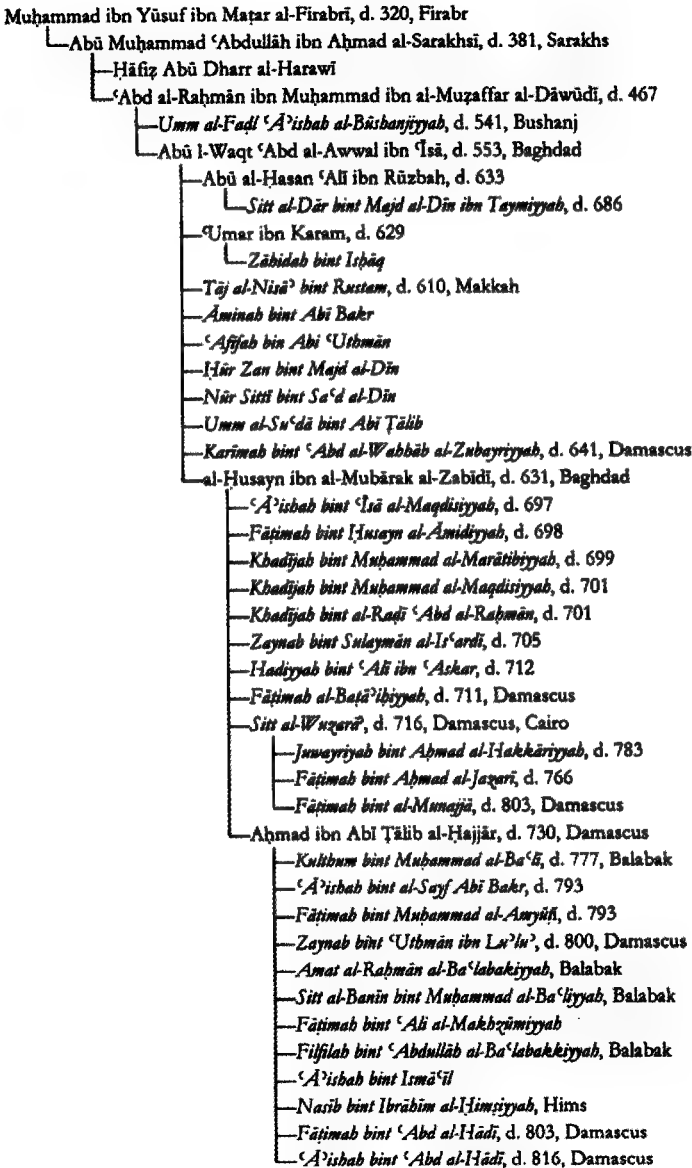 Muḥammad ibn Yūsuf ibn Maṭar al-Firabrī, d. 320, Firabr
Abū Muḥammad ʿAbdullāh ibn Aḥmad al-Sarakhsī, d. 381, Sarakhs
Ḥāfiẓ Abū Dharr al-Harawī
ʿAbd al-Raḥmān ibn Muḥammad ibn al-Muẓaffar al-Dāwūdī, d. 467
Umm al-Faḍl ʿĀʾishah al-Būshanjiyyah, d. 541, Bushanj
Abū l-Waqt ʿAbd al-Awwal ibn ʿĪsā, d. 553, Baghdad
Abū al-Ḥasan ʿAlī ibn Rūzbah, d. 633
Sitt al-Dār bint Majd al-Dīn ibn Taymiyyah, d. 686
ʿUmar ibn Karam, d. 629
Zāhidah bint Isḥāq
Tāj al-Nisāʾ bint Rustam, d. 610, Makkah
Āminah bint Abī Bakr
ʿAfīfah bin Abi ʿUthmān
Ḥūr Zan bint Majd al-Dīn
Nūr Sittī bint Saʿd al-Dīn
Umm al-Suʿdā bint Abī Ṭālib
Karīmah bint ʿAbd al-Wahhāb al-Zubayriyyah, d. 641, Damascus
al-Ḥusayn ibn al-Mubārak al-Zabīdī, d. 631, Baghdad
ʿĀʾishah bint ʿĪsā al-Maqdisiyyah, d. 697
Fāṭimah bint Ḥusayn al-Āmidiyyah, d. 698
Khadījah bint Muḥammad al-Marātibiyyah, d. 699
Khadījah bint Muḥammad al-Maqdisiyyah, d. 701
Khadījah bint al-Raḍī ʿAbd al-Raḥmān, d. 701
Zaynab bint Sulaymān al-Isʿardī, d. 705
Hadiyyah bint ʿAlī ibn ʿAskar, d. 712
Fāṭimah al-Baṭāʾiḥiyyah, d. 711, Damascus
Sitt al-Wuzarāʾ, d. 716, Damascus, Cairo
Juwayriyah bint Aḥmad al-Hakkāriyyah, d. 783
Fāṭimah bint Aḥmad al-Jazarī, d. 766
Fāṭimah bint al-Munajjā, d. 803, Damascus
Aḥmad ibn Abī Ṭālib al-Ḥajjār, d. 730, Damascus
Kulthum bint Muḥammad al-Baʿlī, d. 777, Balabak
ʿĀʾishah bint al-Sayf Abī Bakr, d. 793
Fāṭimah bint Muḥammad al-Amyūṭī, d. 793
Zaynab bint ʿUthmān ibn Luʾluʾ, d. 800, Damascus
Amat al-Raḥmān al-Baʿlabakiyyah, Balabak
Sitt al-Banīn bint Muḥammad al-Baʿliyyah, Balabak
Fāṭimah bint ʿAli al-Makhzūmiyyah
Filfilah bint ʿAbdullāh al-Baʿlabakkiyyah, Balabak
ʿĀʾishah bint Ismāʿīl
Nasīb bint Ibrāhīm al-Ḥimṣiyyah, Hims
Fāṭimah bint ʿAbd al-Hādī, d. 803, Damascus
ʿĀʾishah bint ʿAbd al-Hādī, d. 816, Damascus